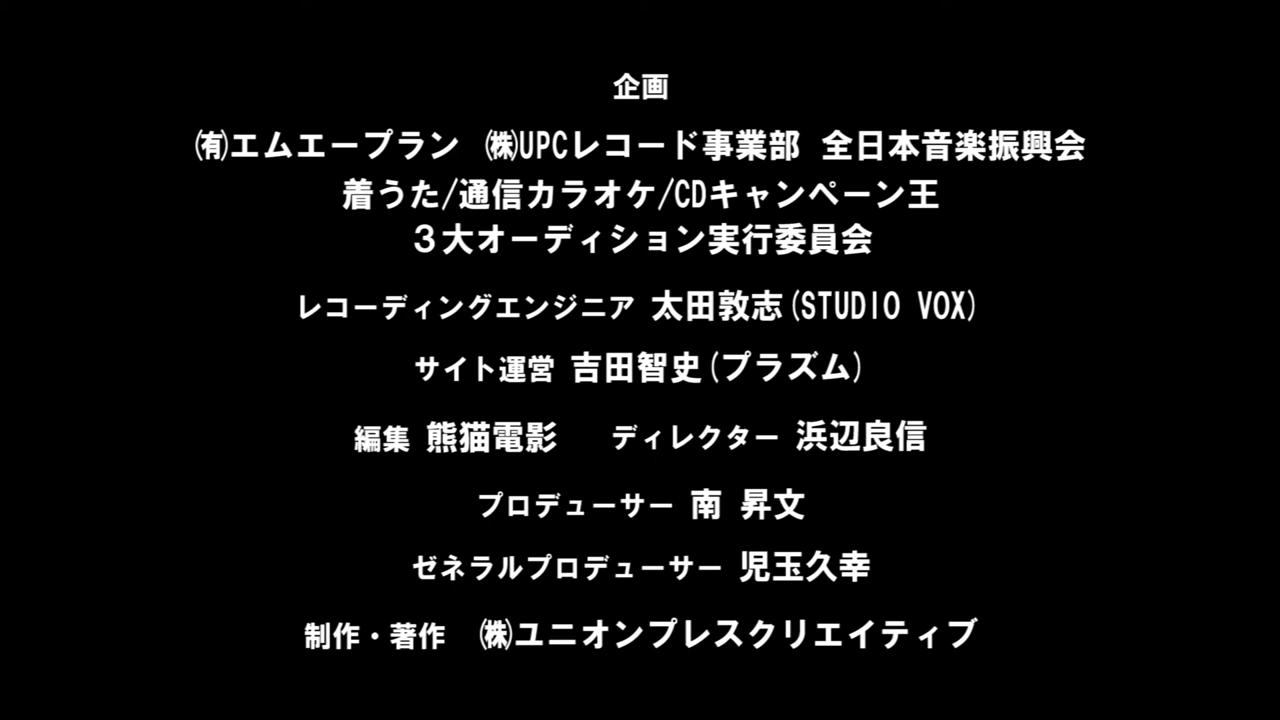 企画
㈲エムエープラン ㈱UPCレコード事業部 全日本音楽振興会
着うた/通信カラオケ/CDキャンペーン王
３大オーディション実行委員会
レコーディングエンジニア 太田敦志(STUDIO VOX)
サイト運営 吉田智史(プラズム)
編集 熊猫電影 ディレクター 浜辺良信
プロデューサー 南 昇文
ゼネラルプロデューサー 児玉久幸
制作・著作 ㈱ユニオンプレスクリエイティブ